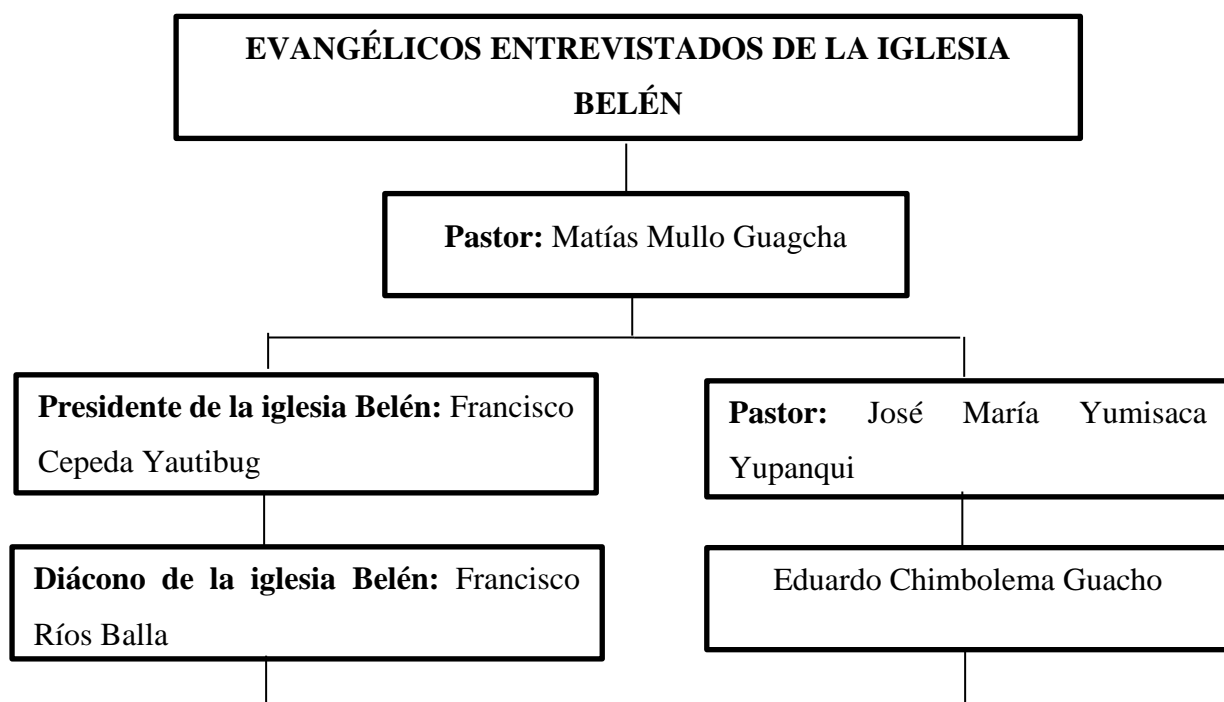 EVANGÉLICOS ENTREVISTADOS DE LA IGLESIA
BELÉN
Pastor: Matías Mullo Guagcha
Presidente de la iglesia Belén: Francisco
Cepeda Yautibug
Pastor: José María Yumisaca
Yupanqui
Diácono de la iglesia Belén: Francisco
Ríos Balla
Eduardo Chimbolema Guacho